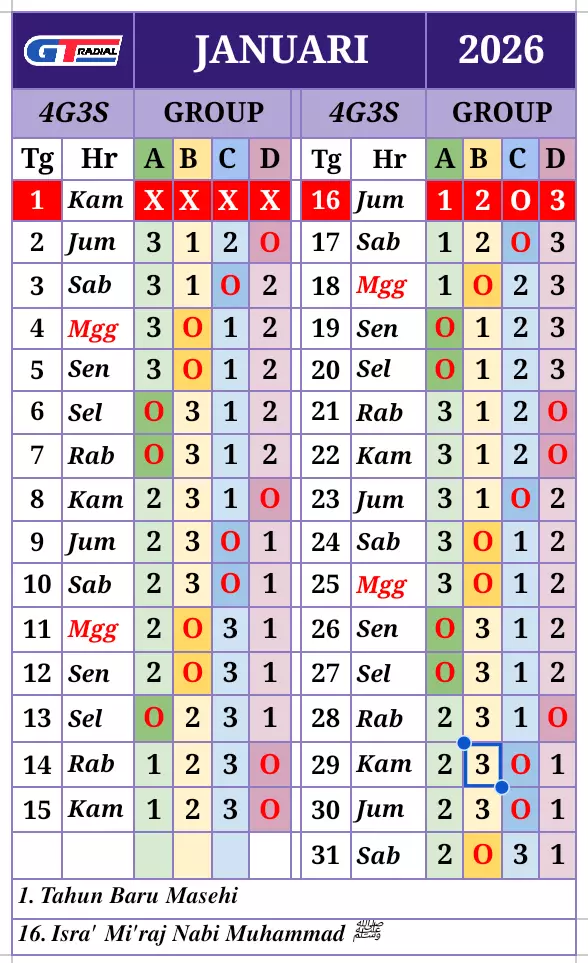 GT RADIAL JANUARI 2026
4G3S GROUP 4G3S GROUP
Tg Hr A B C D Tg Hr A B C D
1 Kam X X X X 16 Jum 1 2 O 3
2 Jum 3 1 2 O 17 Sab 1 2 O 3
3 Sab 3 1 O 2 18 Mgg 1 O 2 3
4 Mgg 3 O 1 2 19 Sen O 1 2 3
5 Sen 3 O 1 2 20 Sel O 1 2 3
6 Sel O 3 1 2 21 Rab 3 1 2 O
7 Rab O 3 1 2 22 Kam 3 1 2 O
8 Kam 2 3 1 O 23 Jum 3 1 O 2
9 Jum 2 3 O 1 24 Sab 3 O 1 2
10 Sab 2 3 O 1 25 Mgg 3 O 1 2
11 Mgg 2 O 3 1 26 Sen O 3 1 2
12 Sen 2 O 3 1 27 Sel O 3 1 2
13 Sel O 2 3 1 28 Rab 2 3 1 O
14 Rab 1 2 3 O 29 Kam 2 3 O 1
15 Kam 1 2 3 O 30 Jum 2 3 O 1
31 Sab 2 O 3 1
1. Tahun Baru Masehi
16. Isra' Mi'raj Nabi Muhammad ﷺ